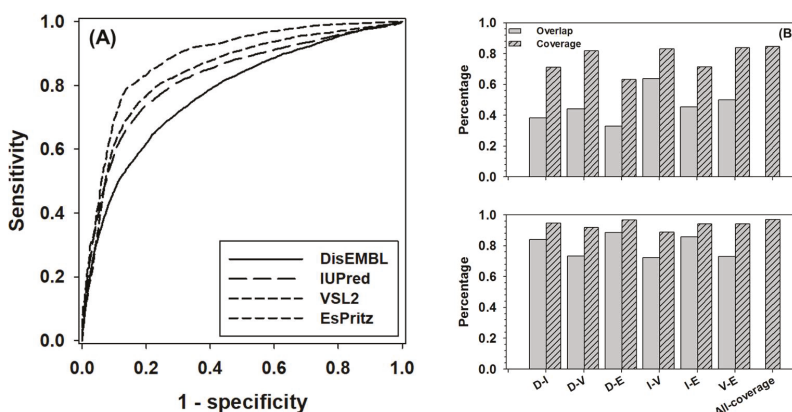 (A)
Sensitivity
1.0
0.8
0.6
0.4
0.2
0.0
DisEMBL
IUPred
VSL2
EsPritz
0.0 0.2 0.4 0.6 0.8 1.0
1 - specificity
(B
Overlap
Coverage
Percentage
1.0
0.8
0.6
0.4
0.2
0.0
Percentage
1.0
0.8
0.6
0.4
0.2
0.0
D-I D-V D-E I-V I-E V-E All-coverage